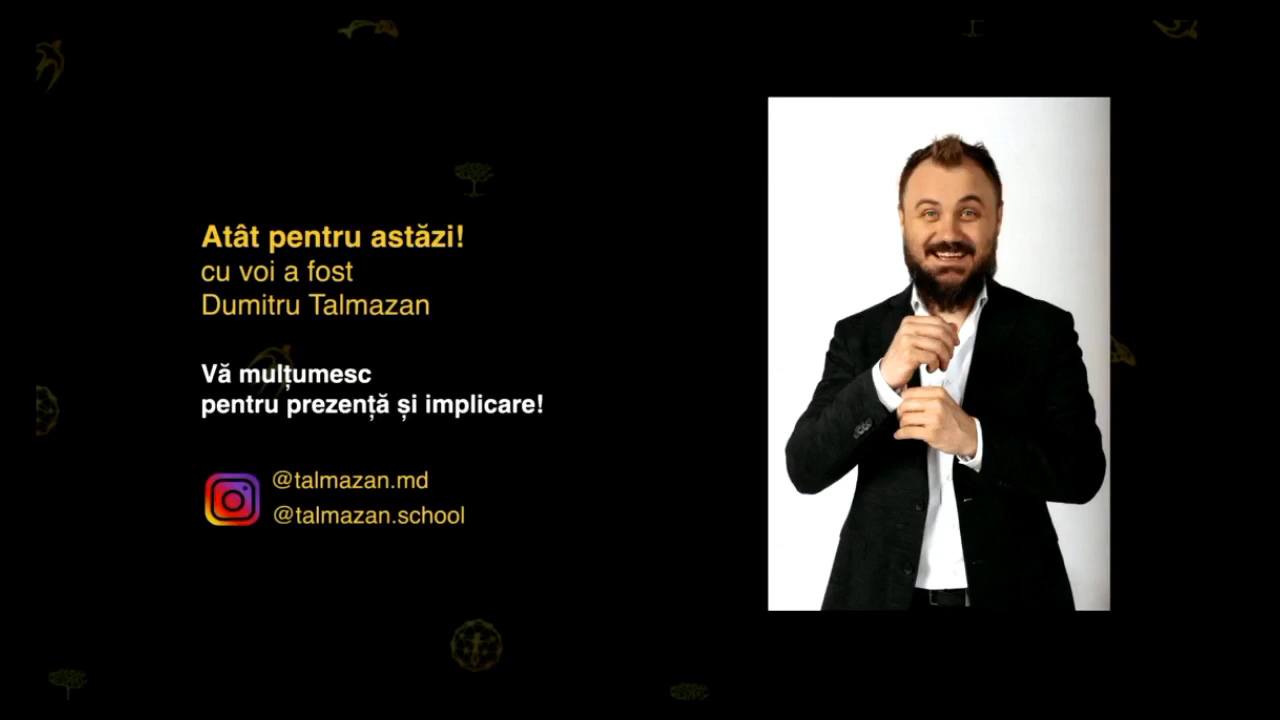 Atât pentru astăzi!
cu voi a fost
Dumitru Talmazan
Vă mulțumesc
pentru prezență și implicare!
@talmazan.md
@talmazan.school